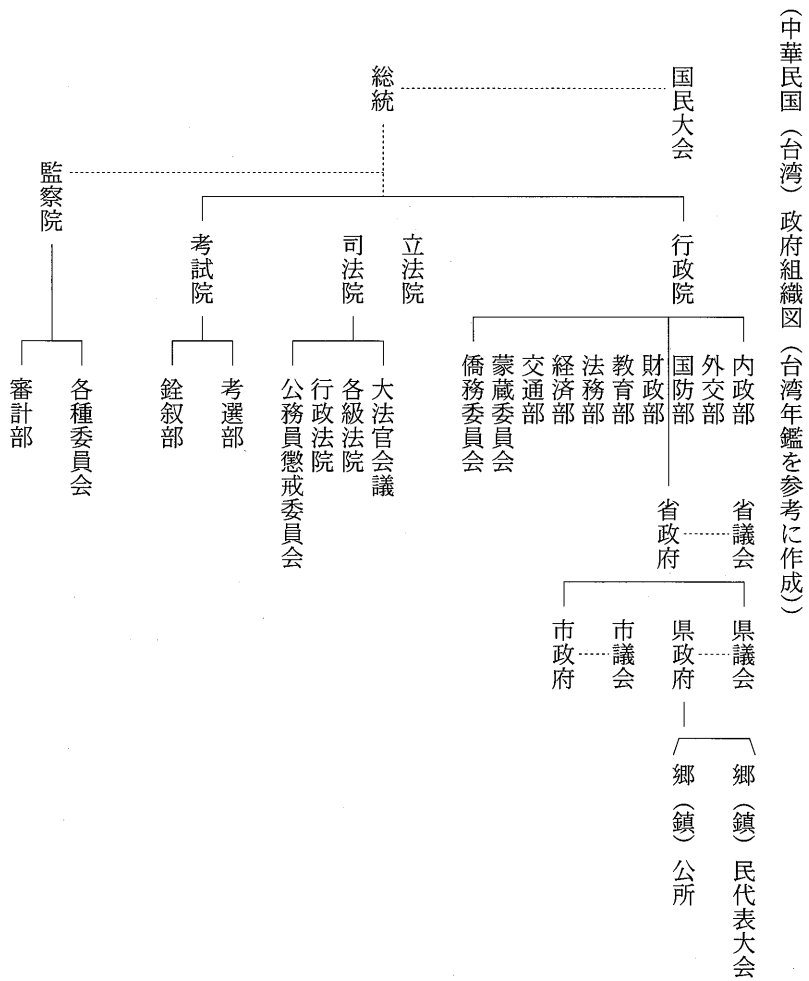 （中華民国（台湾）政府組織図（台湾年鑑を参考に作成））
国民大会
総統
行政院
立法院
司法院
考試院
監察院
内政部
外交部
国防部
財政部
教育部
法務部
経済部
交通部
蒙蔵委員会
僑務委員会
大法官会議
各級法院
行政法院
公務員懲戒委員会
考選部
銓叙部
各種委員会
審計部
省議会
省政府
県議会
県政府
市議会
市政府
郷（鎮）民代表大会
郷（鎮）公所